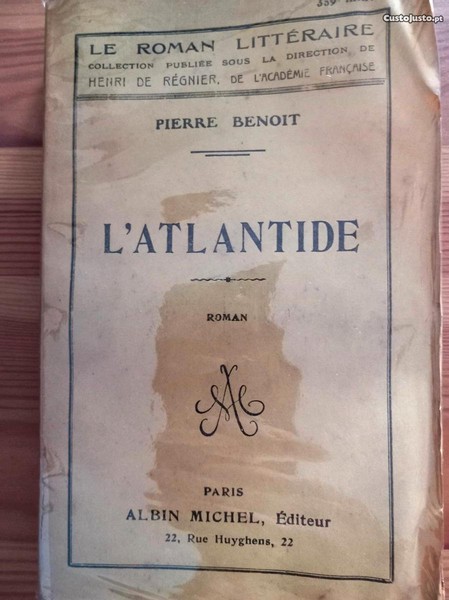 CustoJusto.pt
LE ROMAN LITTÉRAIRE
COLLECTION PUBLIÉE SOUS LA DIRECTION DE
HENRI DE RÉGNIER, DE L'ACADÉMIE FRANÇAISE
PIERRE BENOIT
L'ATLANTIDE
ROMAN
AM
PARIS
ALBIN MICHEL, Éditeur
22, Rue Huyghens, 22